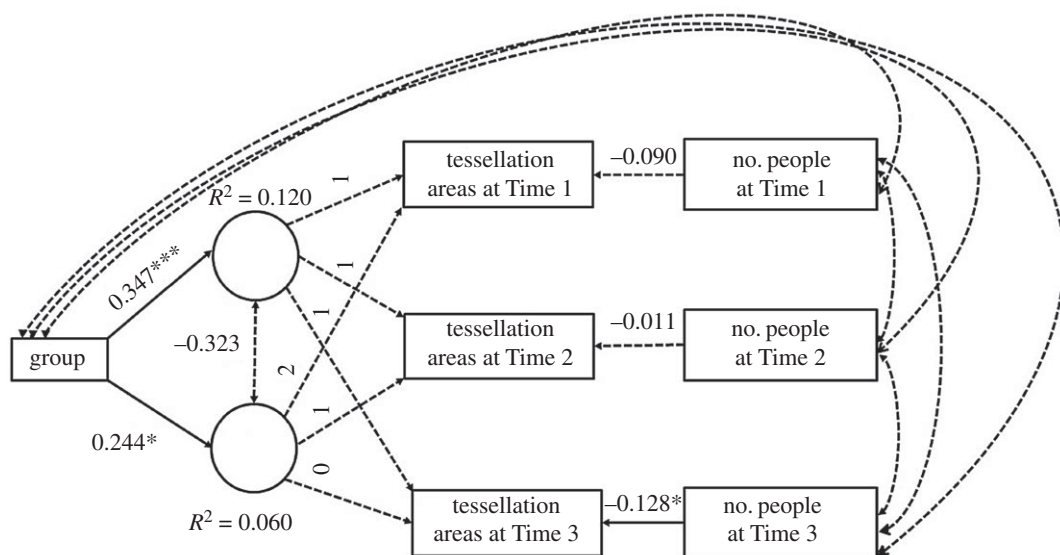 tessellation
areas at Time 1
–0.090
no. people
at Time 1
R² = 0.120
1
0.347***
1
1
tessellation
areas at Time 2
–0.011
no. people
at Time 2
group
–0.323
2
1
0.244*
0
tessellation
areas at Time 3
–0.128*
no. people
at Time 3
R² = 0.060